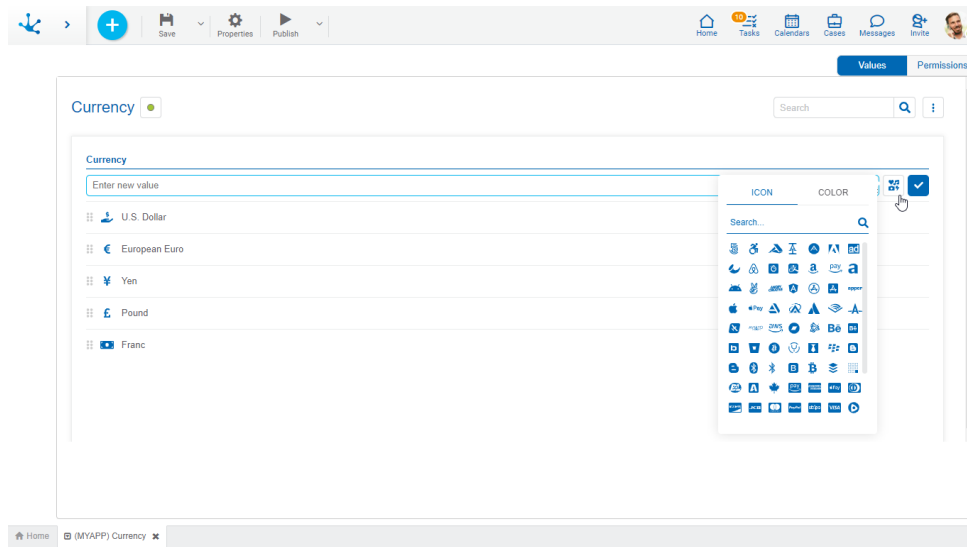 10
Save
Properties
Publish
Home
Tasks
Calendars
Cases
Messages
Invite
Values
Permissions
Currency
Search
Currency
Enter new value
ICON
COLOR
Search...
U.S. Dollar
European Euro
Yen
Pound
Franc
Home
(MYAPP) Currency